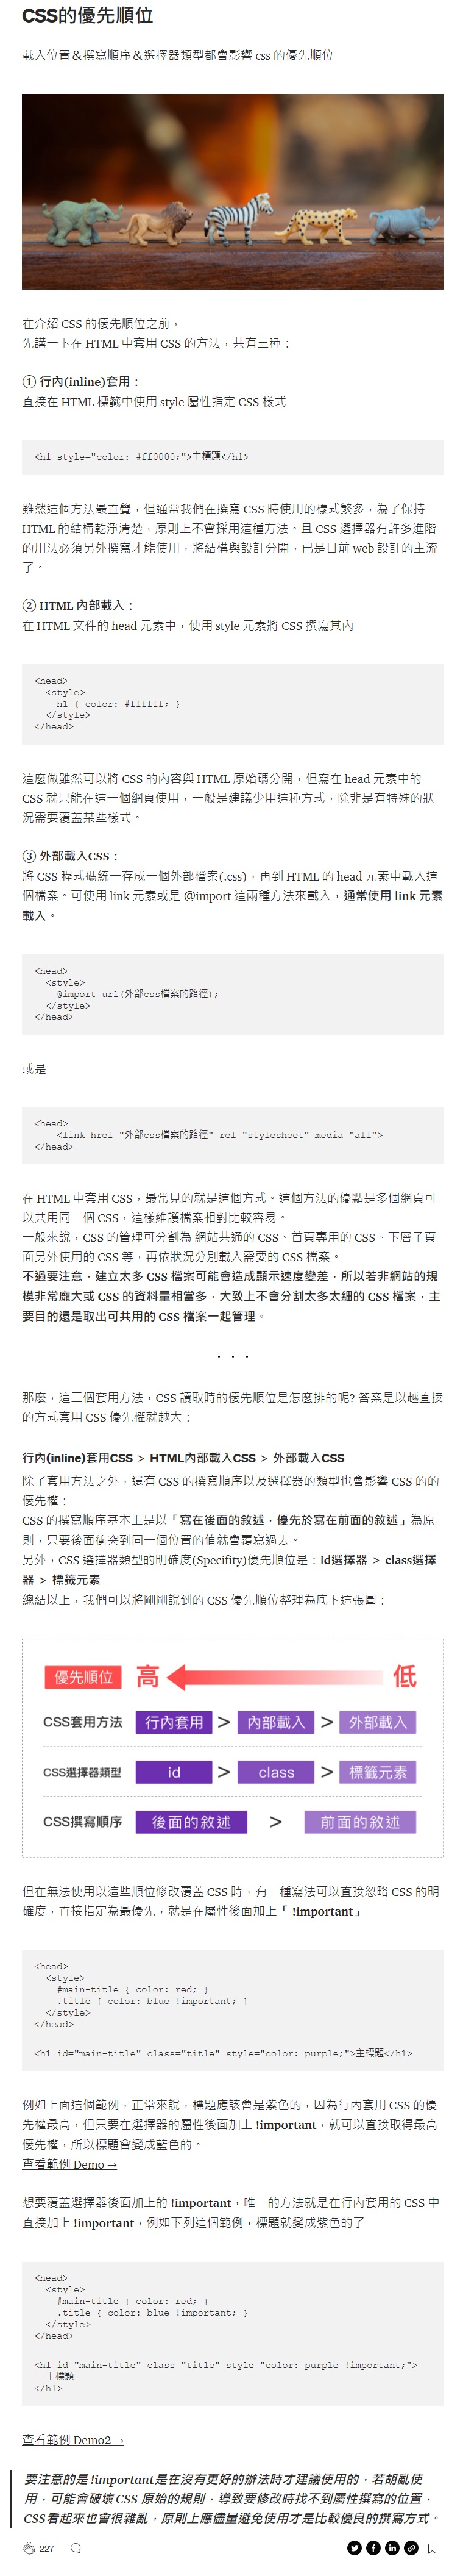 CSS的優先順位
載入位置＆撰寫順序＆選擇器類型都會影響 css 的優先順位
在介紹 CSS 的優先順位之前，
先講一下在 HTML 中套用 CSS 的方法，共有三種：
① 行內(inline)套用：
直接在 HTML 標籤中使用 style 屬性指定 CSS 樣式
<h1 style="color: #ff0000;">主標題</h1>
雖然這個方法最直覺，但通常我們在撰寫 CSS 時使用的樣式繁多，為了保持
HTML 的結構乾淨清楚，原則上不會採用這種方法。且 CSS 選擇器有許多進階
的用法必須另外撰寫才能使用，將結構與設計分開，已是目前 web 設計的主流
了。
② HTML 內部載入：
在 HTML 文件的 head 元素中，使用 style 元素將 CSS 撰寫其內
<head>
  <style>
    h1 { color: #ffffff; }
  </style>
</head>
這麼做雖然可以將 CSS 的內容與 HTML 原始碼分開，但寫在 head 元素中的
CSS 就只能在這一個網頁使用，一般是建議少用這種方式，除非是有特殊的狀
況需要覆蓋某些樣式。
③ 外部載入CSS：
將 CSS 程式碼統一存成一個外部檔案(.css)，再到 HTML 的 head 元素中載入這
個檔案。可使用 link 元素或是 @import 這兩種方法來載入，通常使用 link 元素
載入。
<head>
  <style>
    @import url(外部css檔案的路徑);
  </style>
</head>
或是
<head>
    <link href="外部css檔案的路徑" rel="stylesheet" media="all">
</head>
在 HTML 中套用 CSS，最常見的就是這個方式。這個方法的優點是多個網頁可
以共用同一個 CSS，這樣維護檔案相對比較容易。
一般來說，CSS 的管理可分割為 網站共通的 CSS、首頁專用的 CSS、下層子頁
面另外使用的 CSS 等，再依狀況分別載入需要的 CSS 檔案。
不過要注意，建立太多 CSS 檔案可能會造成顯示速度變差，所以若非網站的規
模非常龐大或 CSS 的資料量相當多，大致上不會分割太多太細的 CSS 檔案，主
要目的還是取出可共用的 CSS 檔案一起管理。
· · ·
那麼，這三個套用方法，CSS 讀取時的優先順位是怎麼排的呢? 答案是以越直接
的方式套用 CSS 優先權就越大：
行內(inline)套用CSS > HTML內部載入CSS > 外部載入CSS
除了套用方法之外，還有 CSS 的撰寫順序以及選擇器的類型也會影響 CSS 的的
優先權：
CSS 的撰寫順序基本上是以「寫在後面的敘述，優先於寫在前面的敘述」為原
則，只要後面衝突到同一個位置的值就會覆寫過去。
另外，CSS 選擇器類型的明確度(Specifity)優先順位是：id選擇器 > class選擇
器 > 標籤元素
總結以上，我們可以將剛剛說到的 CSS 優先順位整理為底下這張圖：
優先順位 高 低
CSS套用方法 行內套用 > 內部載入 > 外部載入
CSS選擇器類型 id > class > 標籤元素
CSS撰寫順序 後面的敘述 > 前面的敘述
但在無法使用以這些順位修改覆蓋 CSS 時，有一種寫法可以直接忽略 CSS 的明
確度，直接指定為最優先，就是在屬性後面加上「 !important」
<head>
  <style>
    #main-title { color: red; }
    .title { color: blue !important; }
  </style>
</head>
<h1 id="main-title" class="title" style="color: purple;">主標題</h1>
例如上面這個範例，正常來說，標題應該會是紫色的，因為行內套用 CSS 的優
先權最高，但只要在選擇器的屬性後面加上 !important，就可以直接取得最高
優先權，所以標題會變成藍色的。
查看範例 Demo →
想要覆蓋選擇器後面加上的 !important，唯一的方法就是在行內套用的 CSS 中
直接加上 !important，例如下列這個範例，標題就變成紫色的了
<head>
  <style>
    #main-title { color: red; }
    .title { color: blue !important; }
  </style>
</head>
<h1 id="main-title" class="title" style="color: purple !important;">
  主標題
</h1>
查看範例 Demo2 →
要注意的是 !important是在沒有更好的辦法時才建議使用的，若胡亂使
用，可能會破壞 CSS 原始的規則，導致要修改時找不到屬性撰寫的位置，
CSS看起來也會很雜亂，原則上應儘量避免使用才是比較優良的撰寫方式。
227